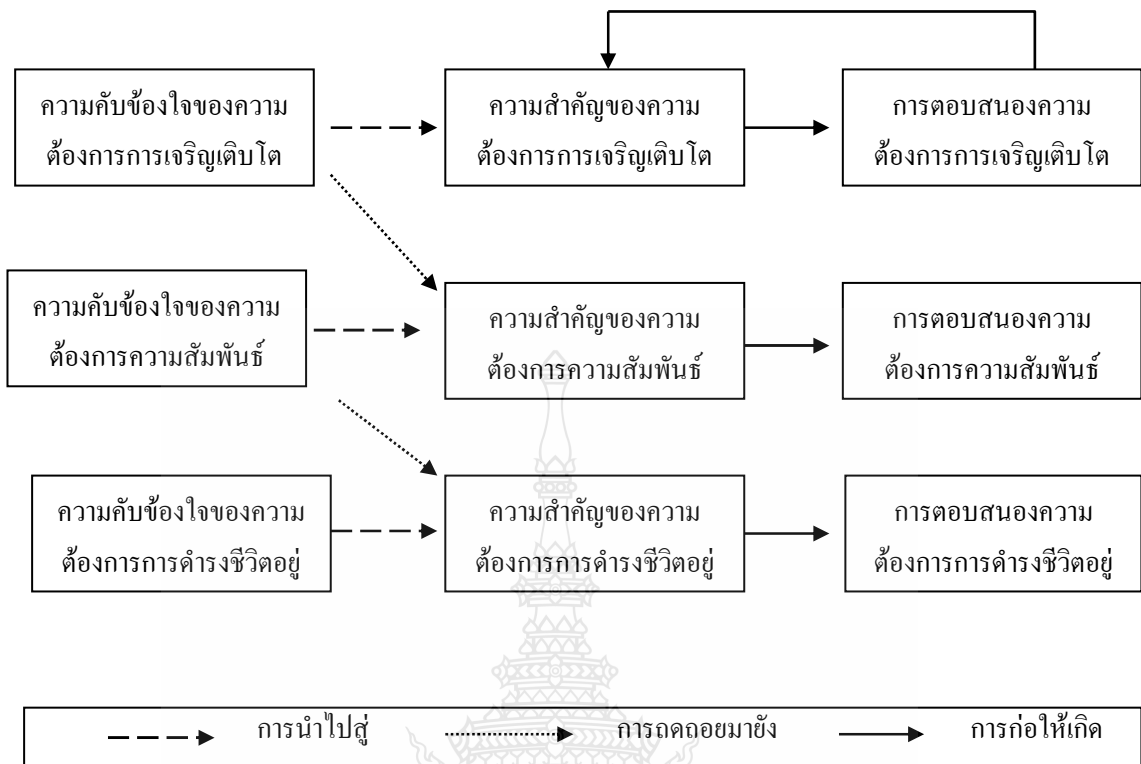 ความคับข้องใจของความ
ต้องการการเจริญเติบโต
ความสำคัญของความ
ต้องการการเจริญเติบโต
การตอบสนองความ
ต้องการการเจริญเติบโต
ความคับข้องใจของความ
ต้องการความสัมพันธ์
ความสำคัญของความ
ต้องการความสัมพันธ์
การตอบสนองความ
ต้องการความสัมพันธ์
ความคับข้องใจของความ
ต้องการการดำรงชีวิตอยู่
ความสำคัญของความ
ต้องการการดำรงชีวิตอยู่
การตอบสนองความ
ต้องการการดำรงชีวิตอยู่
การนำไปสู่ การถดถอยมายัง การก่อให้เกิด